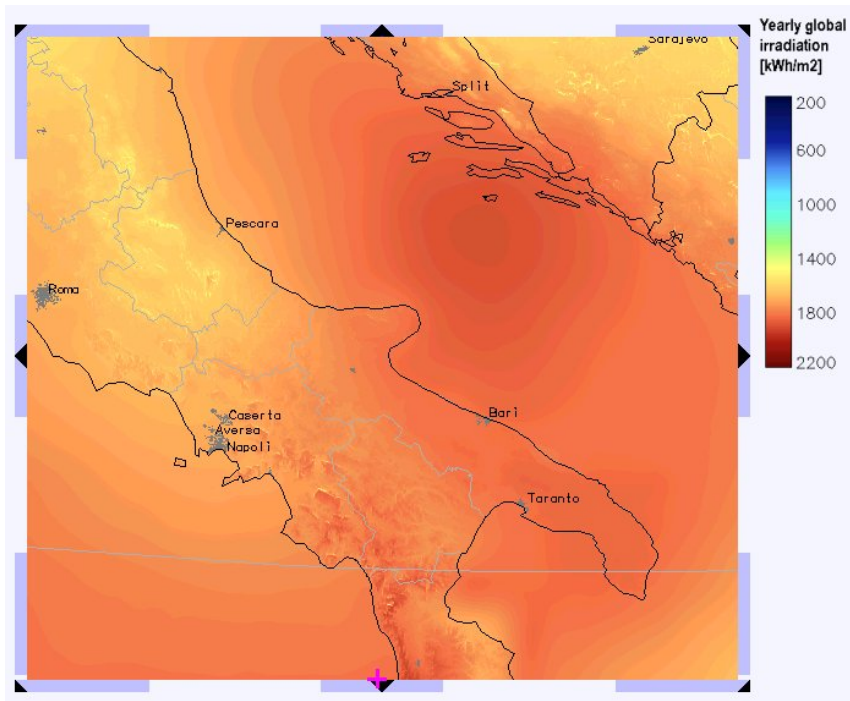 Yearly global
irradiation
[kWh/m2]
200
600
1000
1400
1800
2200
Sarajevo
Split
Pescara
Roma
Caserta
Aversa
Napoli
Bari
Taranto